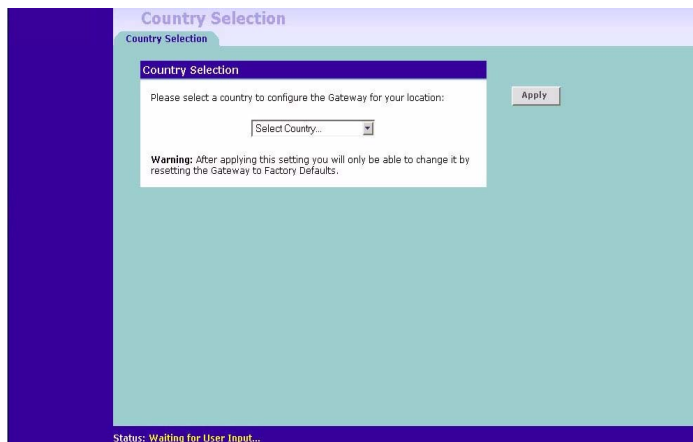 Country Selection
Country Selection
Country Selection
Please select a country to configure the Gateway for your location:
Apply
Select Country...
Warning: After applying this setting you will only be able to change it by
resetting the Gateway to Factory Defaults.
Status: Waiting for User Input...